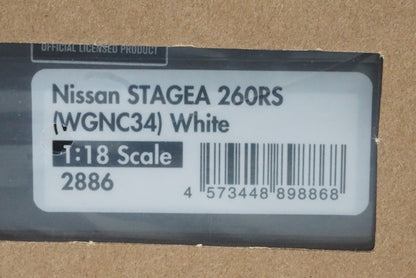 OFFICIAL LICENSED PRODUCT
Nissan STAGEA 260RS
(WGNC34) White
1:18 Scale
2886
4 573448 898868